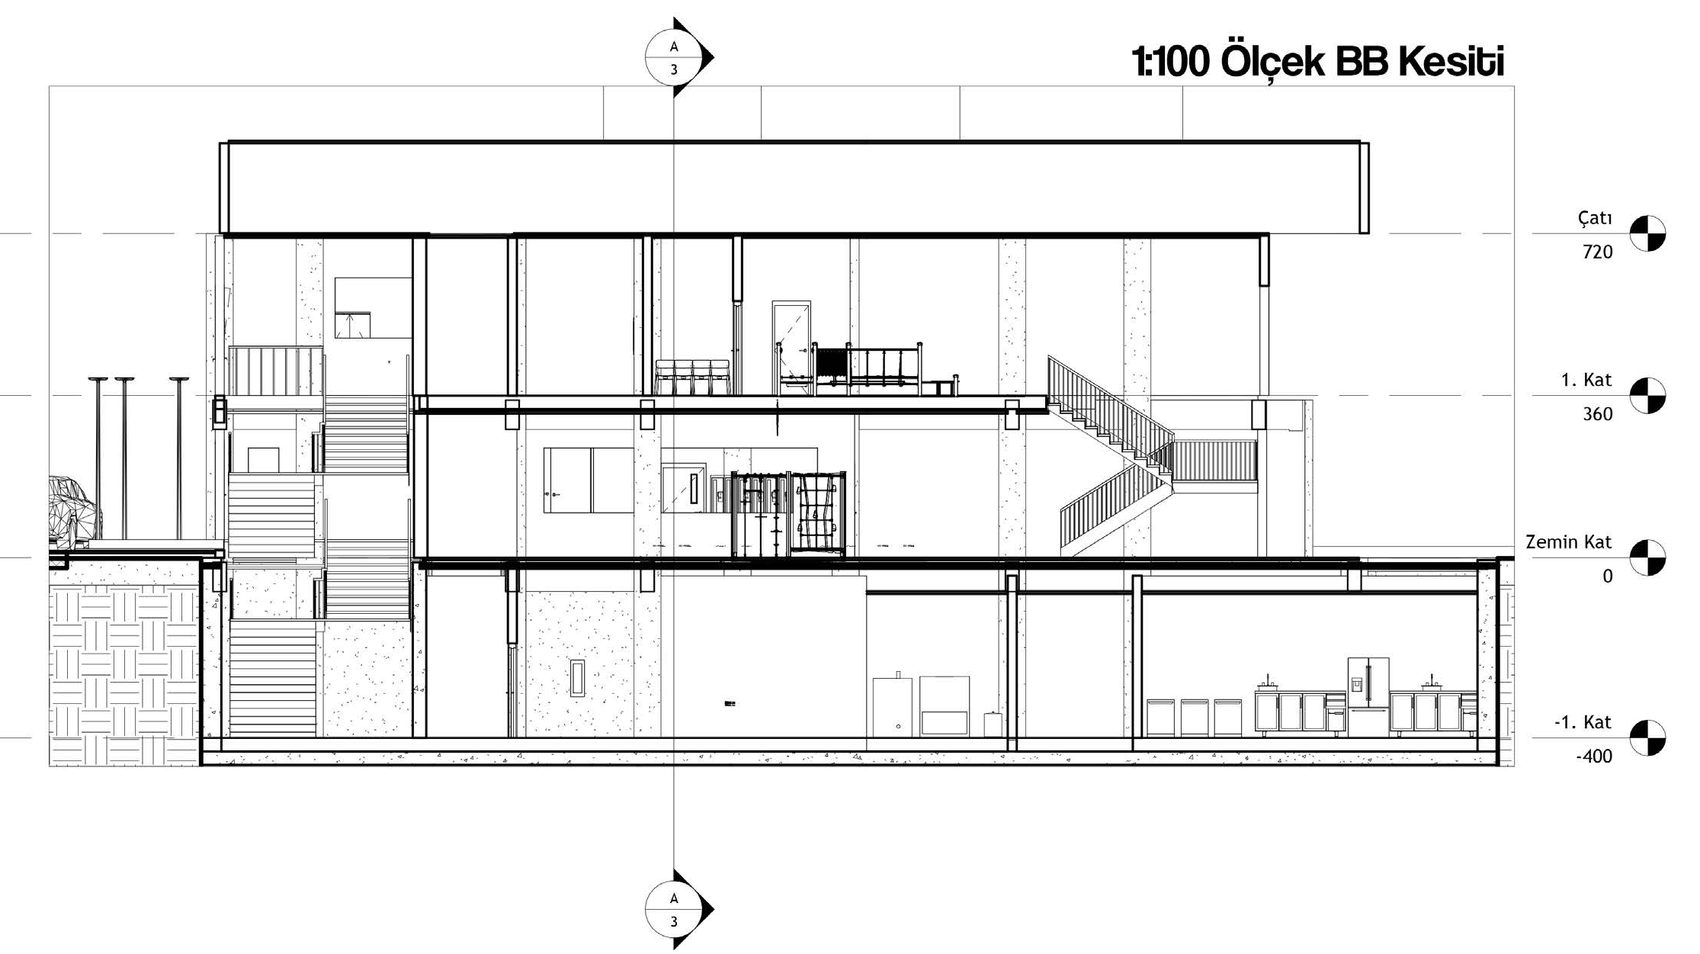 A
3
1:100 Ölçek BB Kesiti
Çatı
720
1. Kat
360
Zemin Kat
0
-1. Kat
-400
A
3